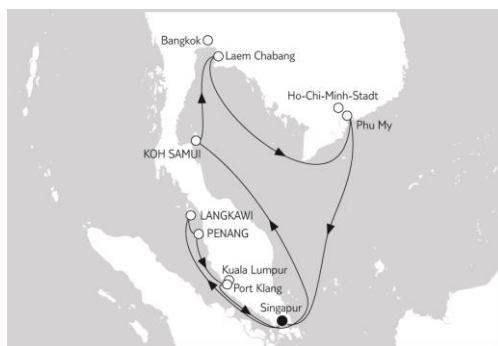 Bangkok
Laem Chabang
Ho-Chi-Minh-Stadt
Phu My
KOH SAMUI
LANGKAWI
PENANG
Kuala Lumpur
Port Klang
Singapur